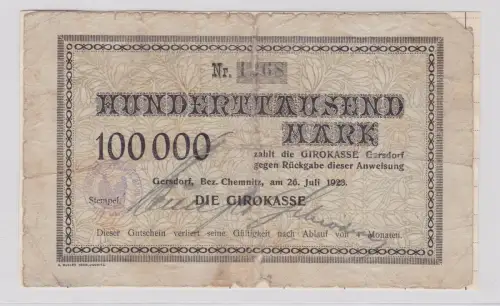 Nr. 1268
HUNDERTTAUSEND
MARK
100 000 zahlt die GIROKASSE Gersdorf
gegen Rückgabe dieser Anweisung
Gersdorf, Bez. Chemnitz, am 26. Juli 1923.
Stempel. DIE GIROKASSE
Dieser Gutschein verliert seine Gültigkeit nach Ablauf von Monaten.